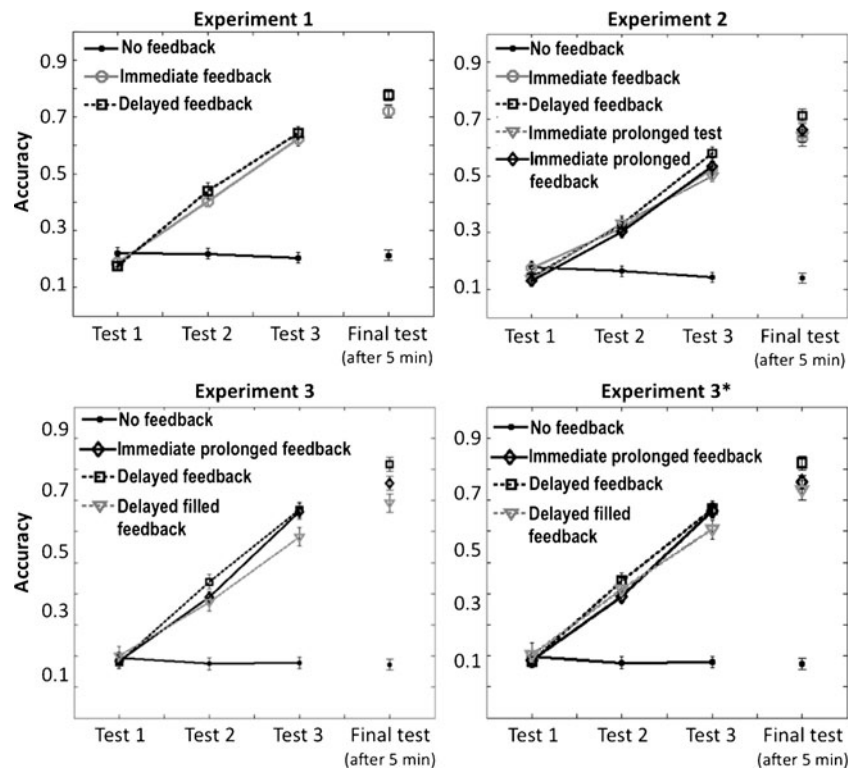 Experiment 1
No feedback
Immediate feedback
Delayed feedback
Accuracy
0.9
0.7
0.5
0.3
0.1
Test 1 Test 2 Test 3 Final test
(after 5 min)
Experiment 2
No feedback
Immediate feedback
Delayed feedback
Immediate prolonged test
Immediate prolonged
feedback
0.9
0.7
0.5
0.3
0.1
Test 1 Test 2 Test 3 Final test
(after 5 min)
Experiment 3
No feedback
Immediate prolonged feedback
Delayed feedback
Delayed filled
feedback
Accuracy
0.9
0.7
0.5
0.3
0.1
Test 1 Test 2 Test 3 Final test
(after 5 min)
Experiment 3*
No feedback
Immediate prolonged feedback
Delayed feedback
Delayed filled
feedback
0.9
0.7
0.5
0.3
0.1
Test 1 Test 2 Test 3 Final test
(after 5 min)